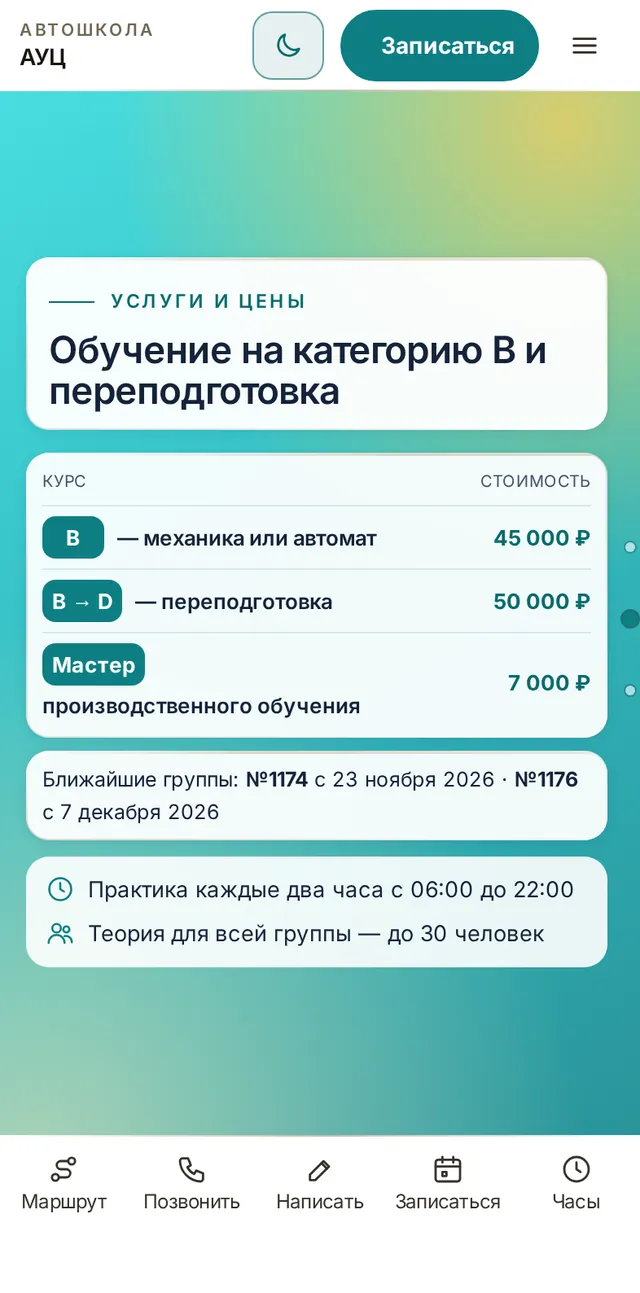 АВТОШКОЛА
АУЦ
Записаться
УСЛУГИ И ЦЕНЫ
Обучение на категорию B и
переподготовка
КУРС СТОИМОСТЬ
B — механика или автомат 45 000 ₽
B → D — переподготовка 50 000 ₽
Мастер
производственного обучения 7 000 ₽
Ближайшие группы: №1174 с 23 ноября 2026 · №1176
с 7 декабря 2026
Практика каждые два часа с 06:00 до 22:00
Теория для всей группы — до 30 человек
Маршрут Позвонить Написать Записаться Часы